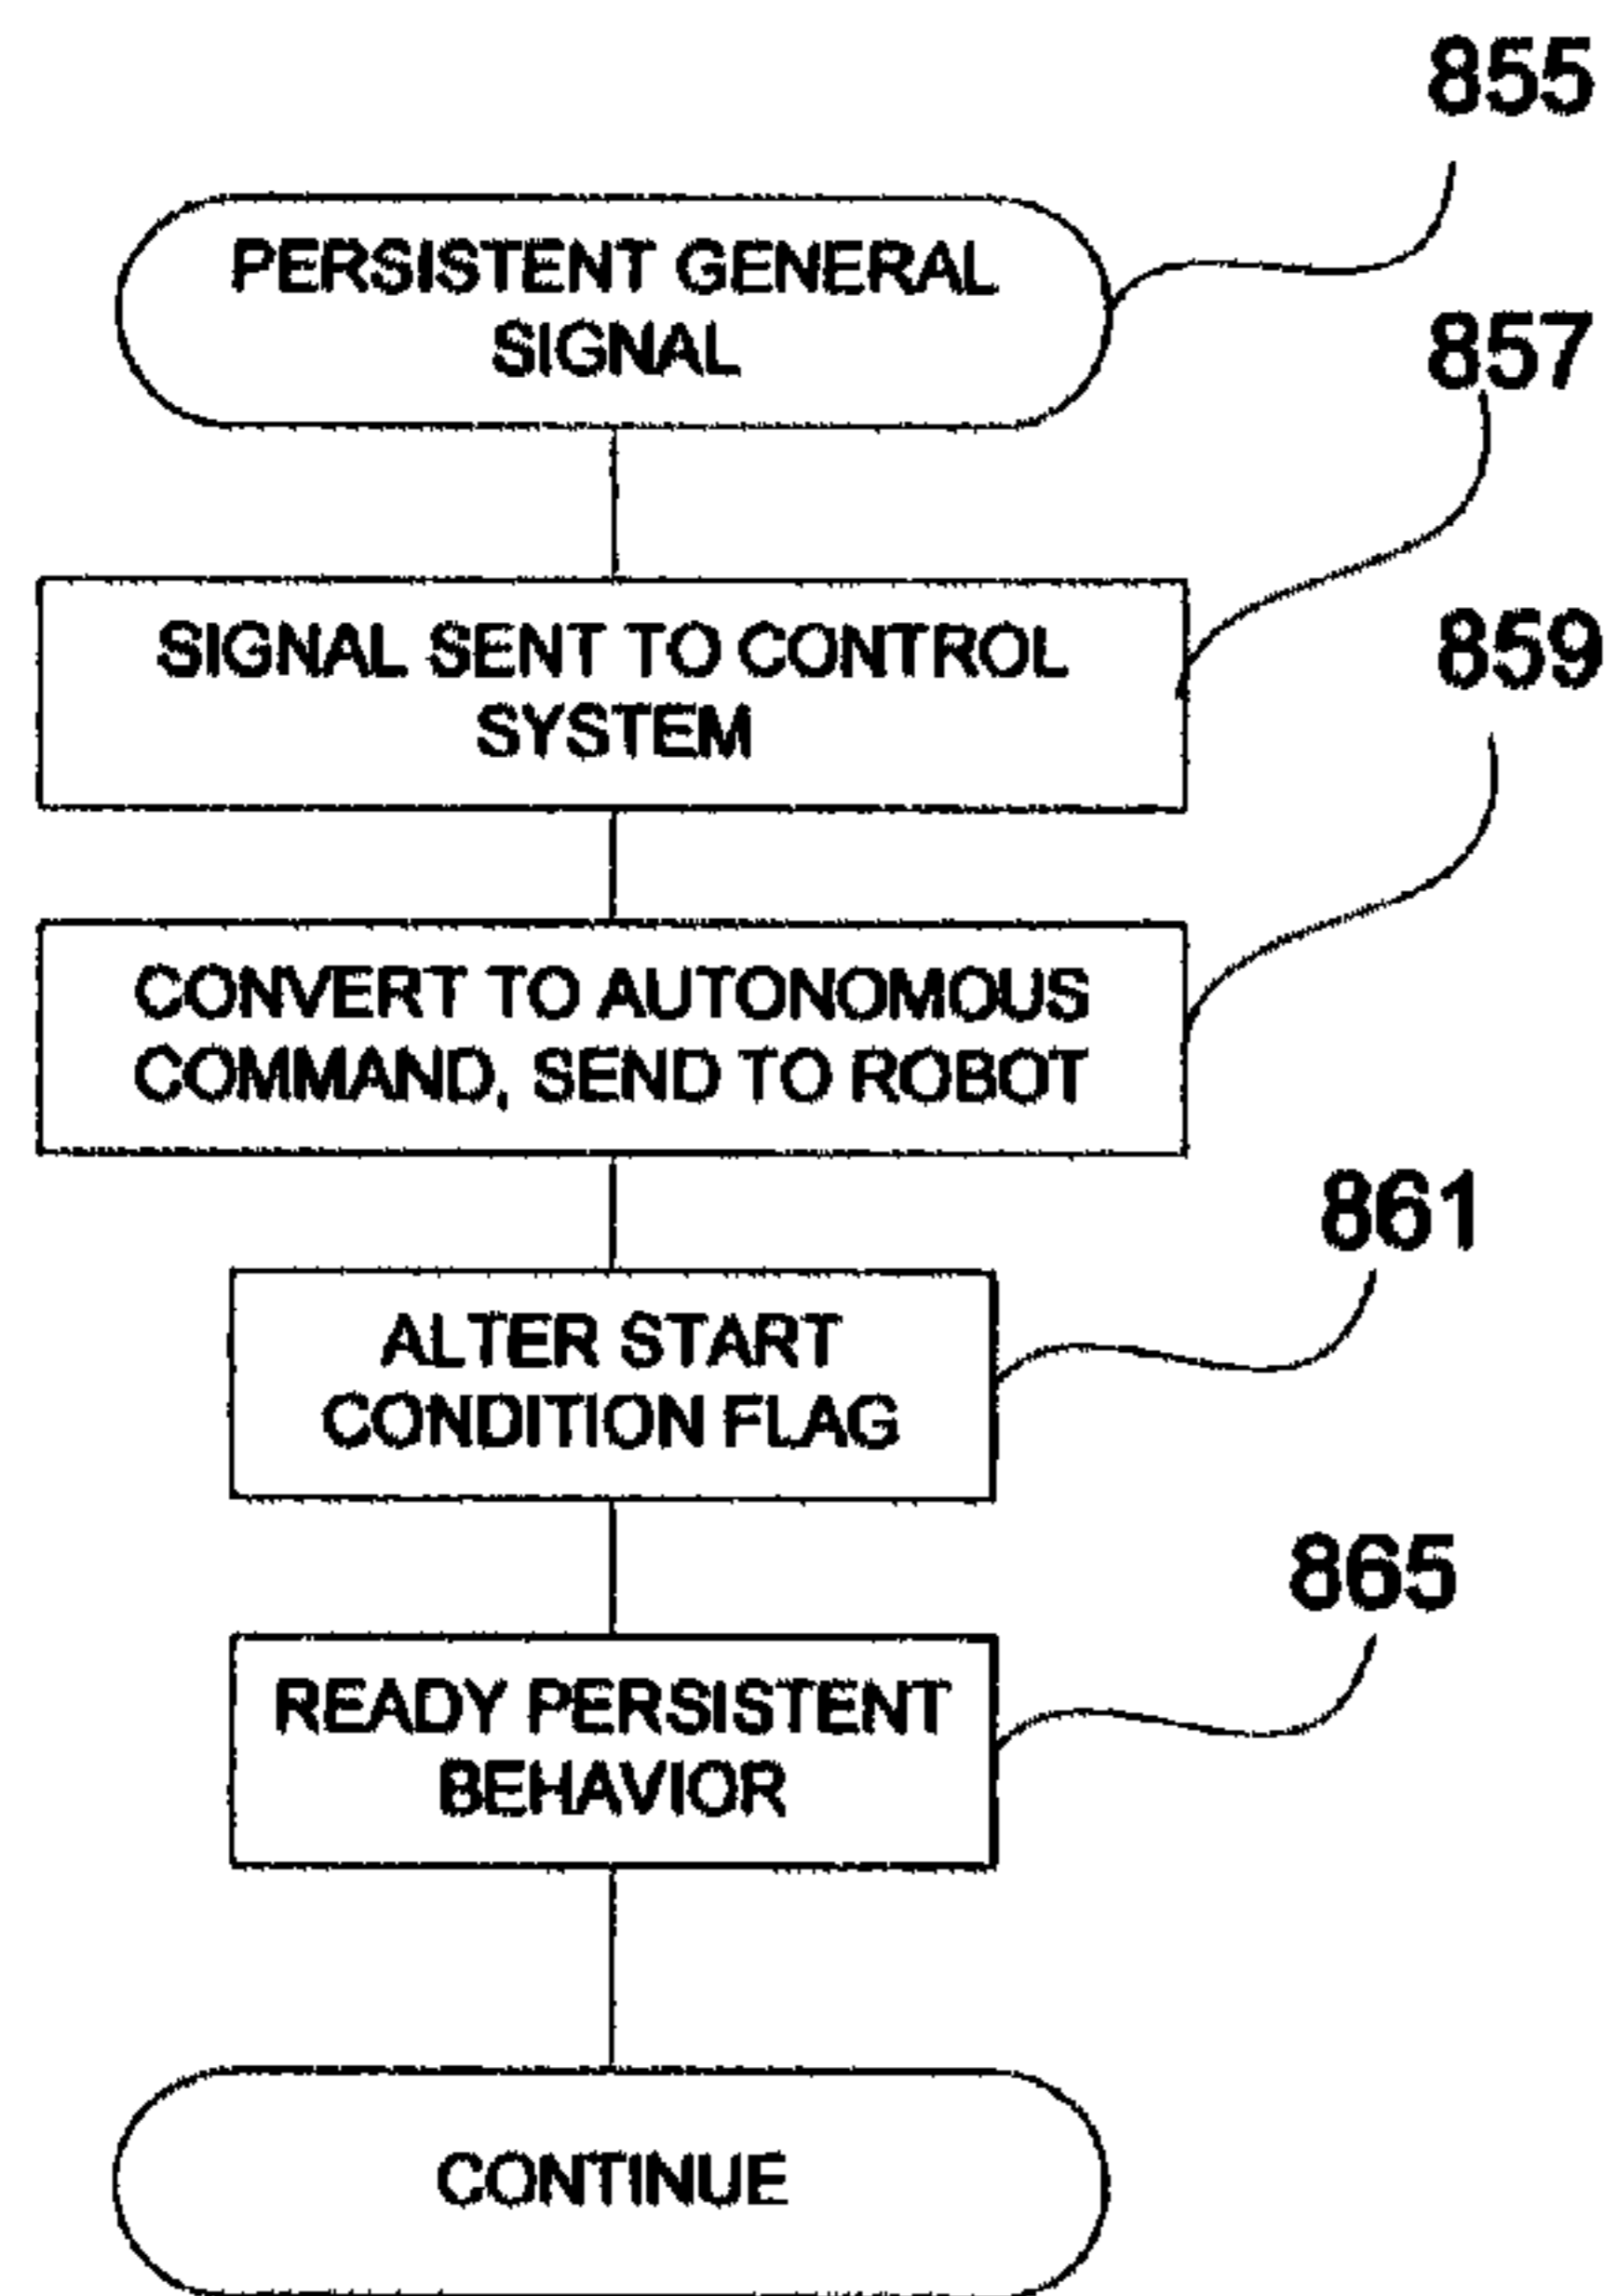 855
PERSISTENT GENERAL
SIGNAL
857
SIGNAL SENT TO CONTROL
SYSTEM
859
CONVERT TO AUTONOMOUS
COMMAND, SEND TO ROBOT
861
ALTER START
CONDITION FLAG
865
READY PERSISTENT
BEHAVIOR
CONTINUE